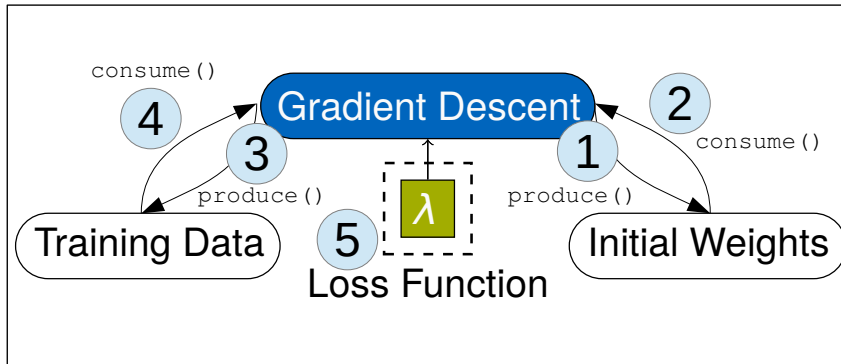 consume()
Gradient Descent
4
2
3
1
consume()
produce()
produce()
λ
Training Data
5
Initial Weights
Loss Function